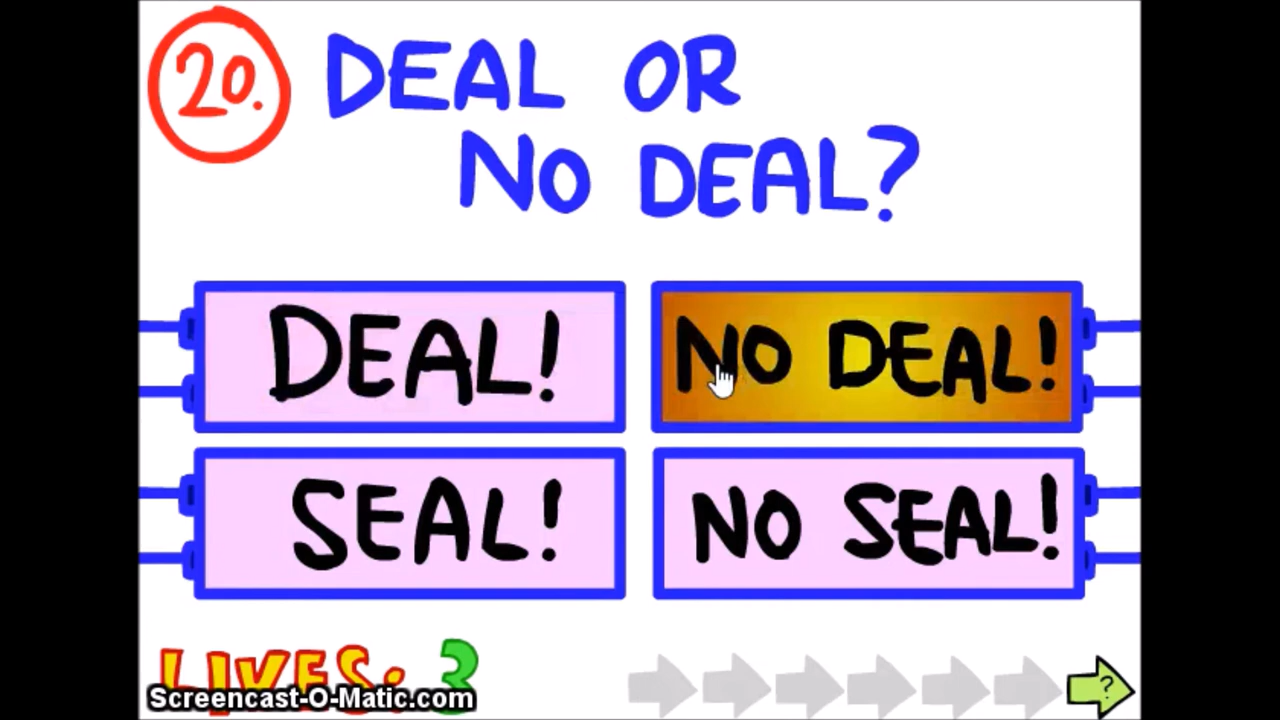 20.
DEAL OR
NO DEAL?
DEAL!
NO DEAL!
SEAL!
NO SEAL!
LIVES: 3
?
Screencast-O-Matic.com